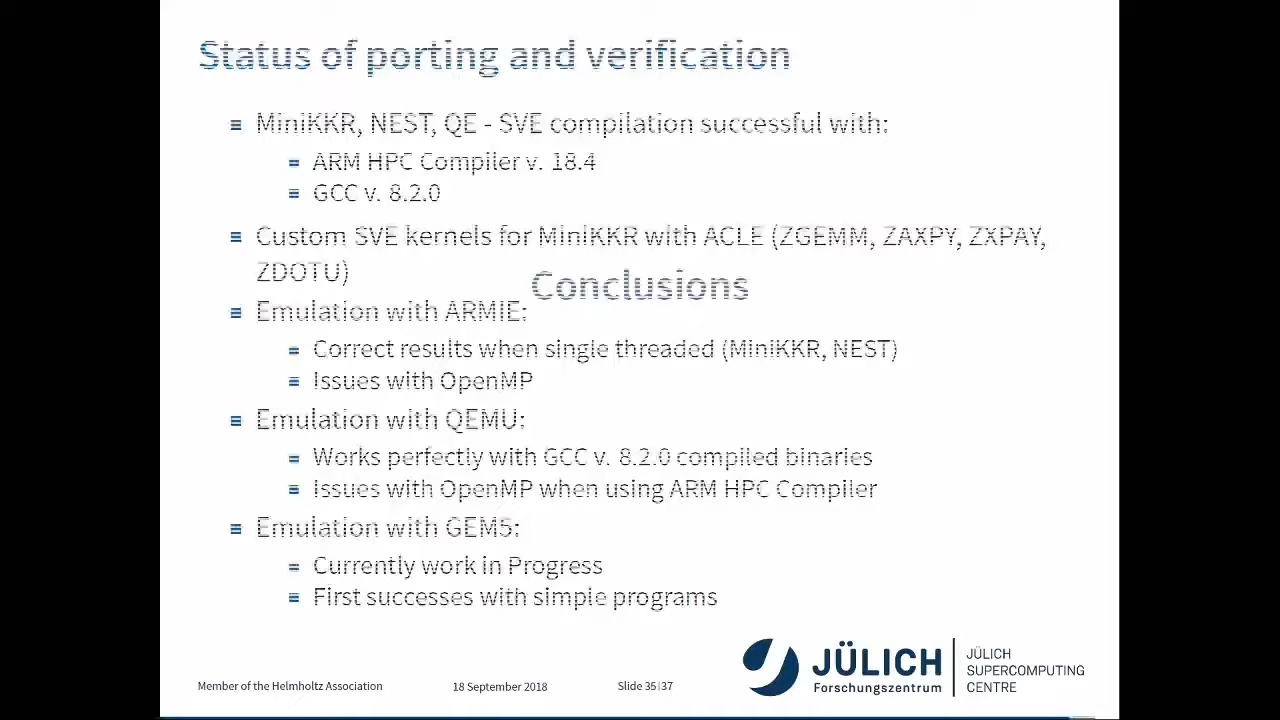 Status of porting and verification
MiniKKR, NEST, QE - SVE compilation successful with:
ARM HPC Compiler v. 18.4
GCC v. 8.2.0
Custom SVE kernels for MiniKKR with ACLE (ZGEMM, ZAXPY, ZXPAY,
ZDOTU)
Conclusions
Emulation with ARMIE:
Correct results when single threaded (MiniKKR, NEST)
Issues with OpenMP
Emulation with QEMU:
Works perfectly with GCC v. 8.2.0 compiled binaries
Issues with OpenMP when using ARM HPC Compiler
Emulation with GEM5:
Currently work in Progress
First successes with simple programs
Member of the Helmholtz Association
18 September 2018
Slide 35|37
JÜLICH
Forschungszentrum
JÜLICH
SUPERCOMPUTING
CENTRE